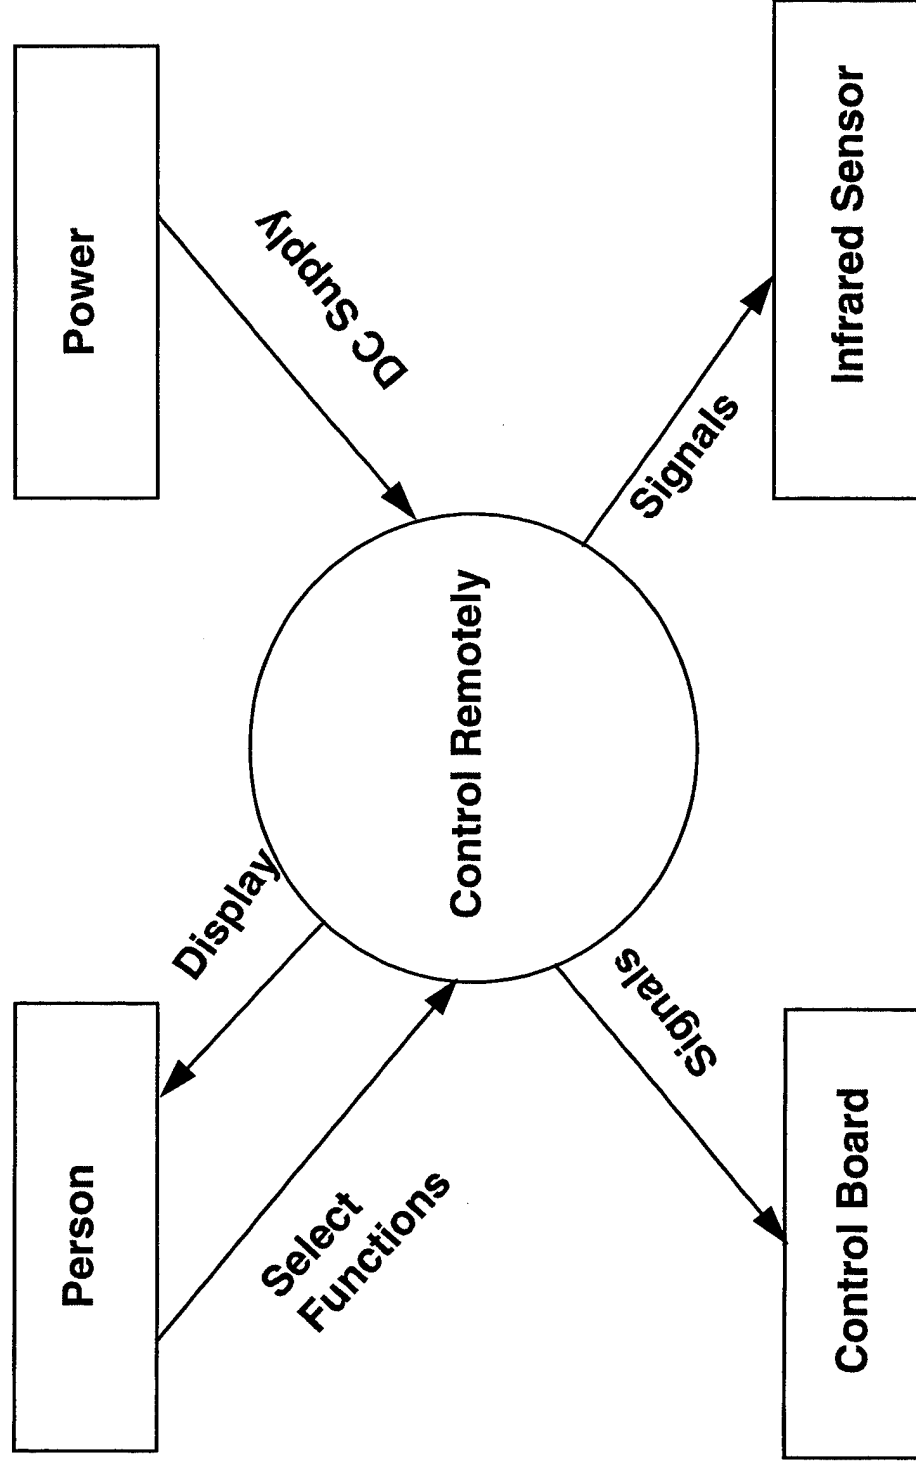 Person
Power
Display
DC Supply
Select
Functions
Control Remotely
Signals
Signals
Control Board
Infrared Sensor